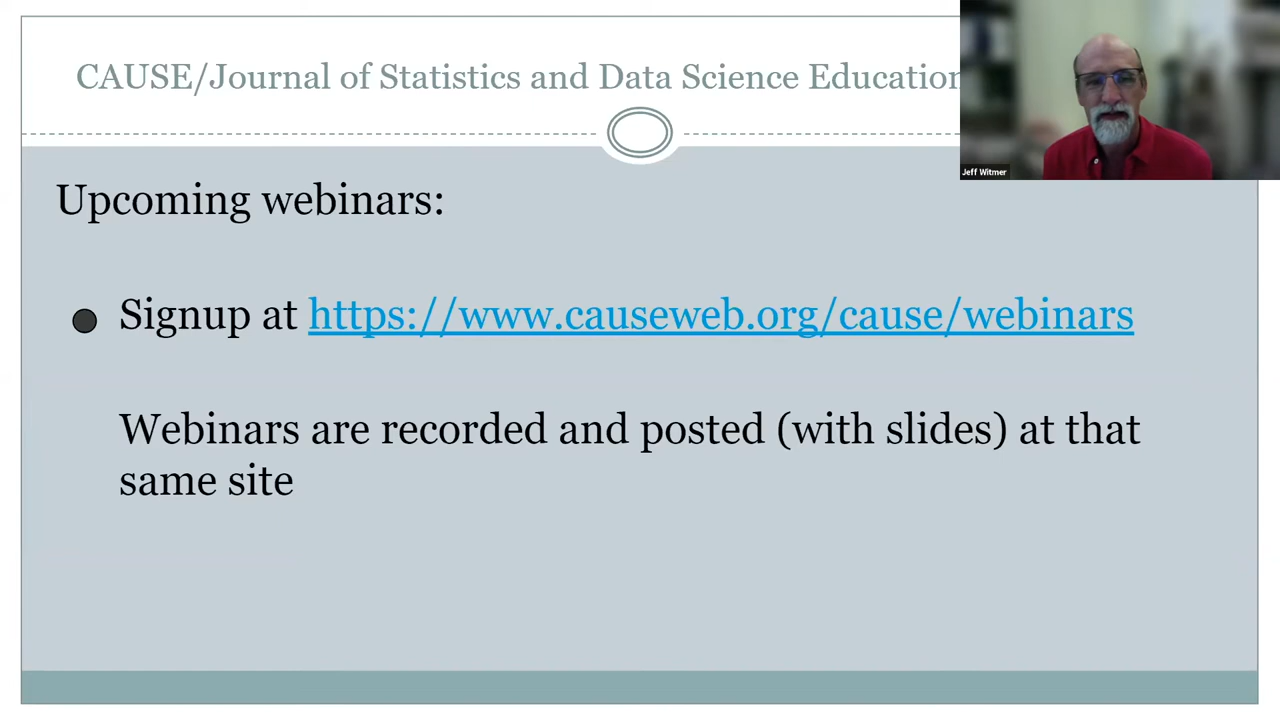 CAUSE/Journal of Statistics and Data Science Education
Jeff Witmer
Upcoming webinars:
Signup at https://www.causeweb.org/cause/webinars
Webinars are recorded and posted (with slides) at that
same site